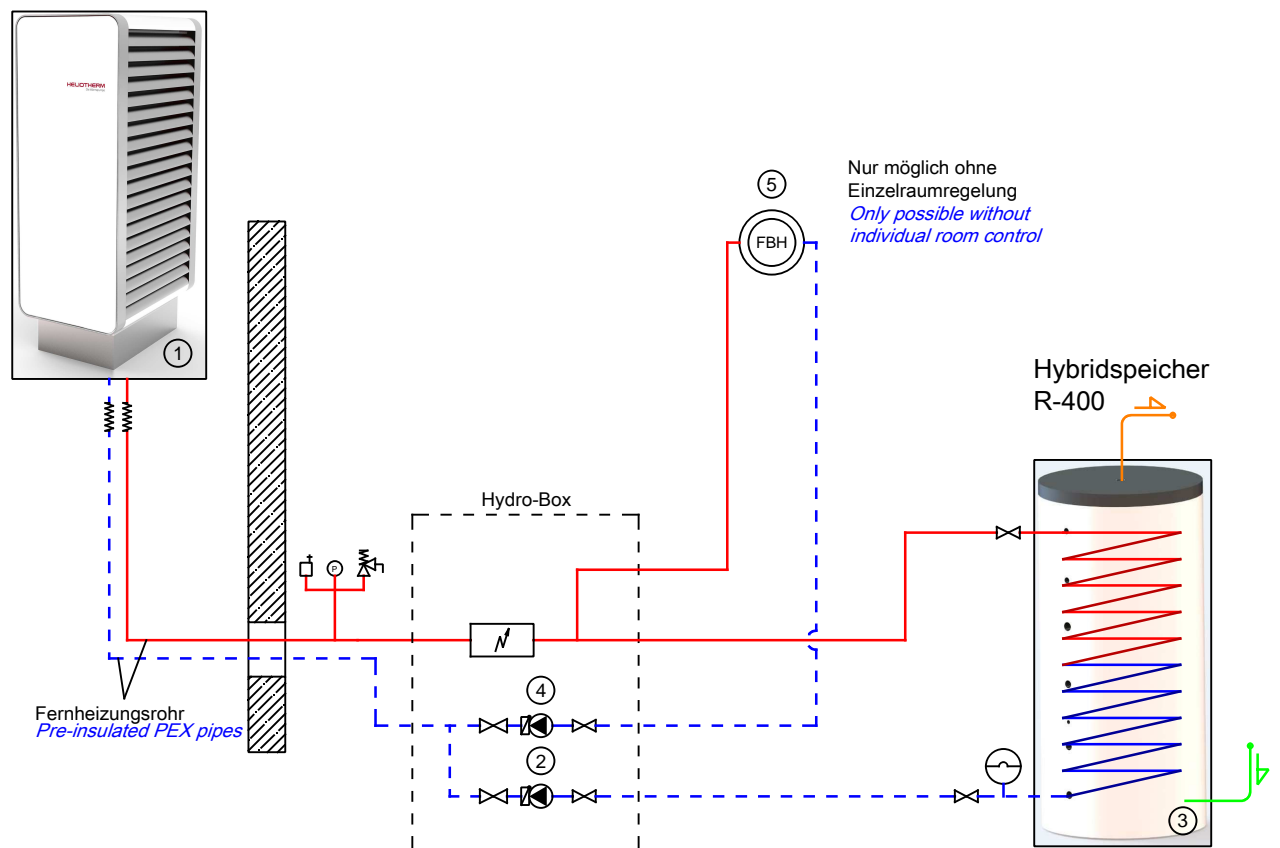 HELIOTHERM
1
5
FBH
Nur möglich ohne
Einzelraumregelung
Only possible without
individual room control
Hybridspeicher
R-400
Hydro-Box
P
4
2
Fernheizungsrohr
Pre-insulated PEX pipes
3